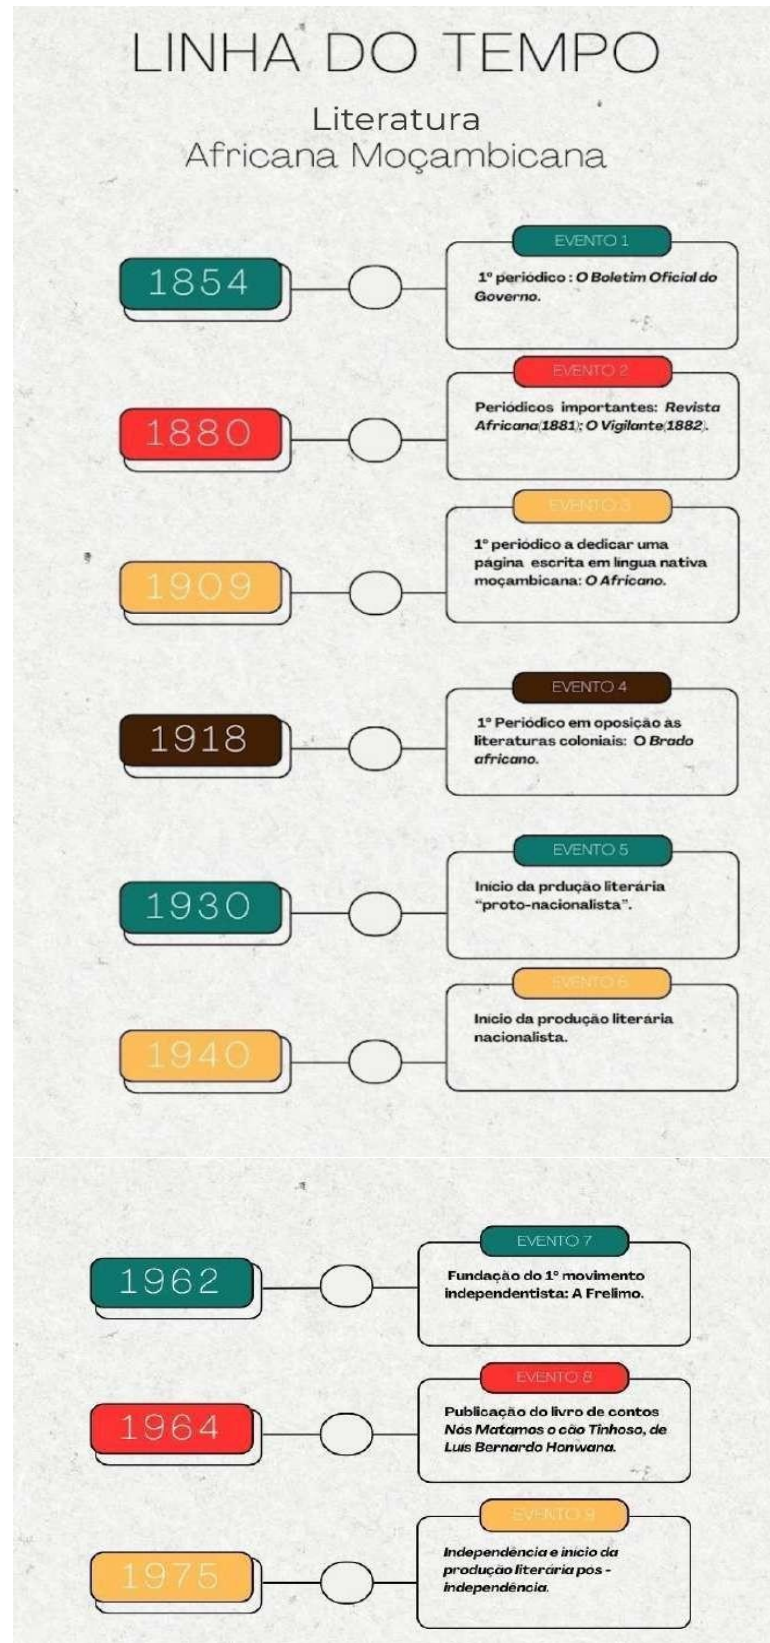 LINHA DO TEMPO
Literatura
Africana Moçambicana
1854
EVENTO 1
1º periódico : O Boletim Oficial do
Governo.
1880
EVENTO 2
Periódicos importantes: Revista
Africana(1881); O Vigilante(1882).
1909
EVENTO 3
1º periódico a dedicar uma
página escrita em língua nativa
moçambicana: O Africano.
1918
EVENTO 4
1º Periódico em oposição às
literaturas coloniais: O Brado
africano.
1930
EVENTO 5
Início da prdução literária
“proto-nacionalista”.
1940
EVENTO 6
Início da produção literária
nacionalista.
1962
EVENTO 7
Fundação do 1º movimento
independentista: A Frelimo.
1964
EVENTO 8
Publicação do livro de contos
Nós Matamos o cão Tinhoso, de
Luís Bernardo Honwana.
1975
EVENTO 9
Independência e início da
produção literária pós -
independência.